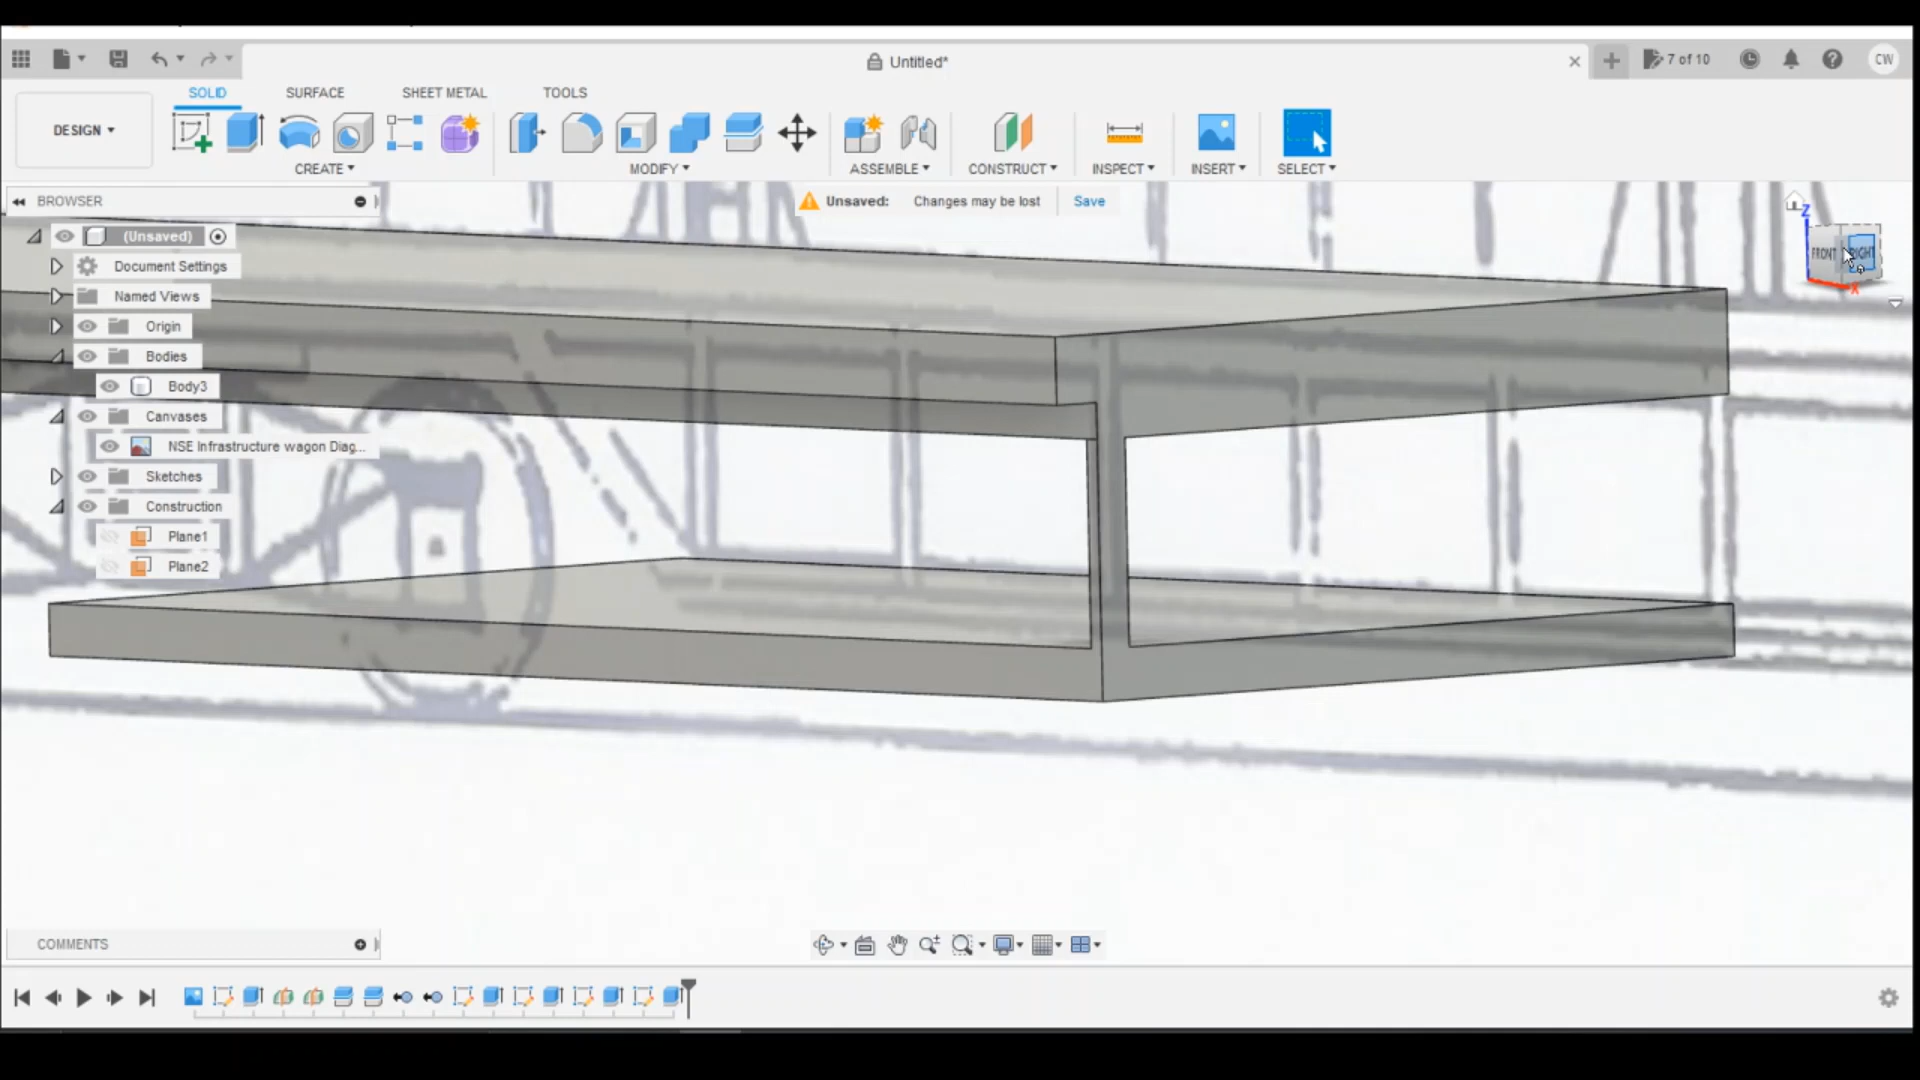 Untitled*
7 of 10
CW
SOLID
SURFACE
SHEET METAL
TOOLS
DESIGN
CREATE
MODIFY
ASSEMBLE
CONSTRUCT
INSPECT
INSERT
SELECT
BROWSER
Unsaved: Changes may be lost Save
(Unsaved)
Document Settings
Named Views
Origin
Bodies
Body3
Canvases
NSE Infrastructure wagon Diag...
Sketches
Construction
Plane1
Plane2
Z
FRONT
RIGHT
X
COMMENTS